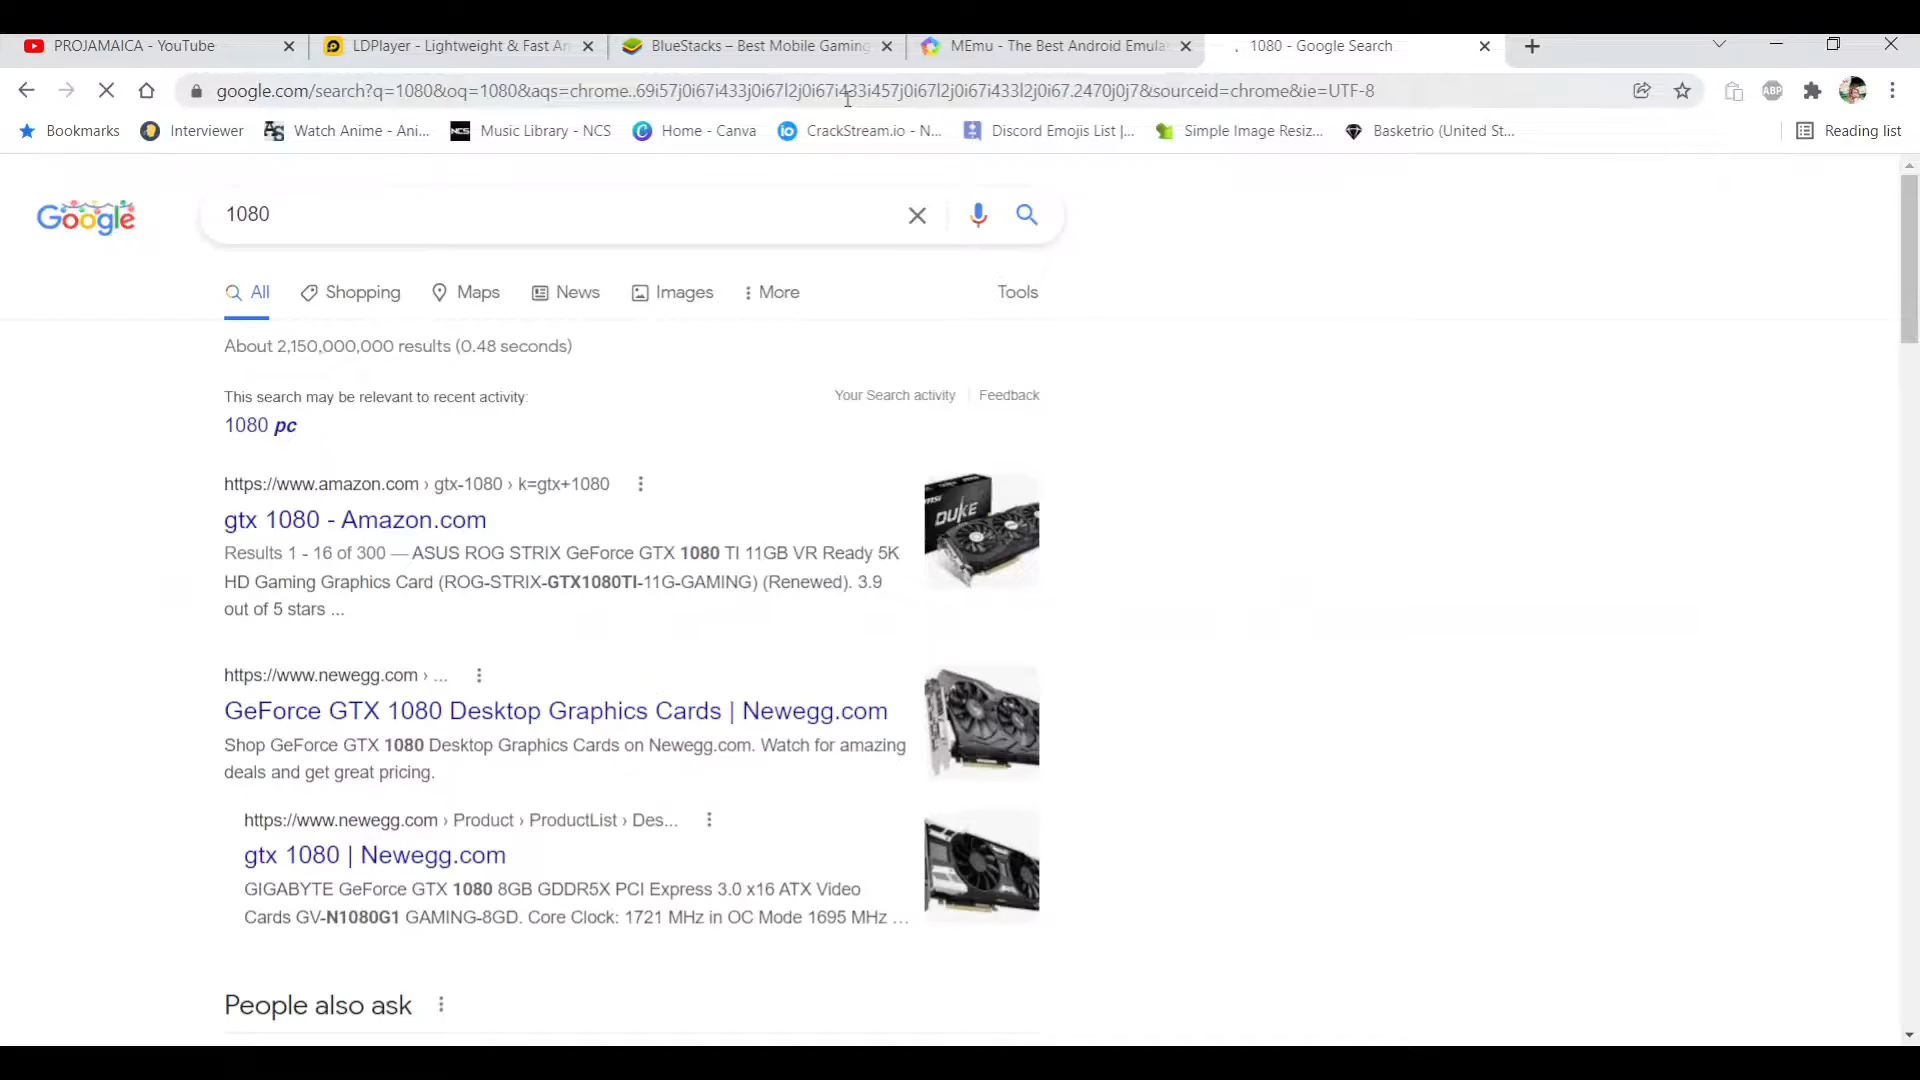 PROJAMAICA - YouTube
LDPlayer - Lightweight & Fast An
BlueStacks – Best Mobile Gaming
MEmu - The Best Android Emula
1080 - Google Search
google.com/search?q=1080&oq=1080&aqs=chrome..69i57j0i67i433j0i67l2j0i67i433i457j0i67l2j0i67i433l2j0i67.2470j0j7&sourceid=chrome&ie=UTF-8
ABP
Bookmarks
Interviewer
Watch Anime - Ani...
NCS
Music Library - NCS
Home - Canva
CrackStream.io - N...
Discord Emojis List |...
Simple Image Resiz...
Basketrio (United St...
Reading list
Google
1080
All
Shopping
Maps
News
Images
More
Tools
About 2,150,000,000 results (0.48 seconds)
This search may be relevant to recent activity:
Your Search activity
Feedback
1080 pc
https://www.amazon.com › gtx-1080 › k=gtx+1080
gtx 1080 - Amazon.com
Results 1 - 16 of 300 — ASUS ROG STRIX GeForce GTX 1080 TI 11GB VR Ready 5K
HD Gaming Graphics Card (ROG-STRIX-GTX1080TI-11G-GAMING) (Renewed). 3.9
out of 5 stars ...
DUKE
https://www.newegg.com › ...
GeForce GTX 1080 Desktop Graphics Cards | Newegg.com
Shop GeForce GTX 1080 Desktop Graphics Cards on Newegg.com. Watch for amazing
deals and get great pricing.
https://www.newegg.com › Product › ProductList › Des...
gtx 1080 | Newegg.com
GIGABYTE GeForce GTX 1080 8GB GDDR5X PCI Express 3.0 x16 ATX Video
Cards GV-N1080G1 GAMING-8GD. Core Clock: 1721 MHz in OC Mode 1695 MHz ...
People also ask